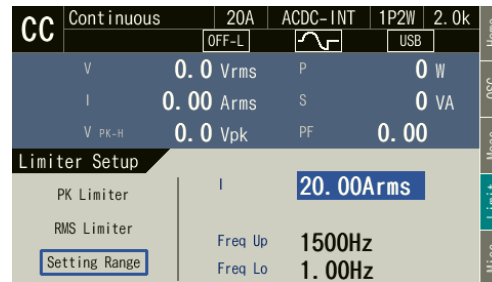 CC Continuous 20A ACDC-INT 1P2W 2.0k
OFF-L USB
V 0.0 Vrms P 0 W
I 0.00 Arms S 0 VA
V PK-H 0.0 Vpk PF 0.00
Limiter Setup
PK Limiter
RMS Limiter
Setting Range
I 20.00Arms
Freq Up 1500Hz
Freq Lo 1.00Hz